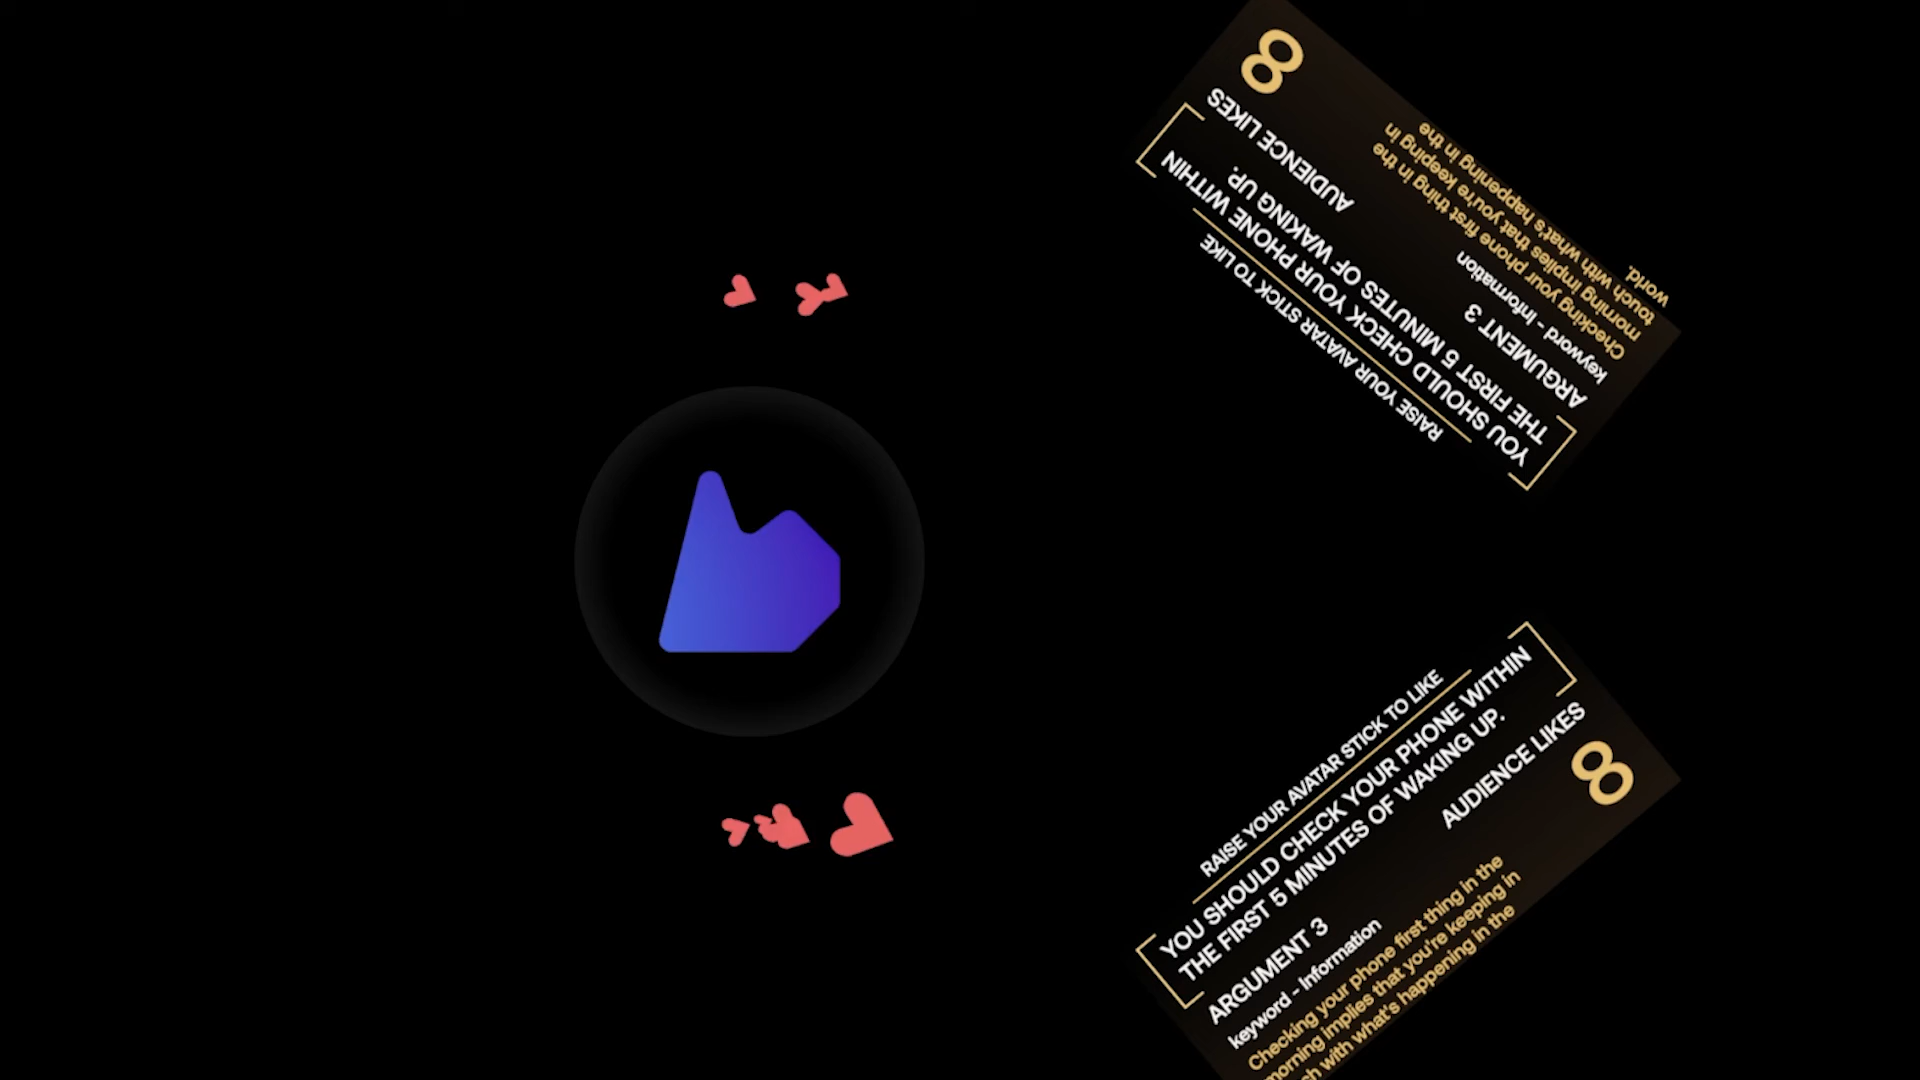 RAISE YOUR AVATAR STICK TO LIKE
YOU SHOULD CHECK YOUR PHONE WITHIN
THE FIRST 5 MINUTES OF WAKING UP.
ARGUMENT 3
keyword - Information
Checking your phone first thing in the
morning implies that you're keeping in
touch with what's happening in the
world.
AUDIENCE LIKES
8
RAISE YOUR AVATAR STICK TO LIKE
YOU SHOULD CHECK YOUR PHONE WITHIN
THE FIRST 5 MINUTES OF WAKING UP.
AUDIENCE LIKES
8
ARGUMENT 3
keyword - Information
Checking your phone first thing in the
morning implies that you're keeping in
with what's happening in the